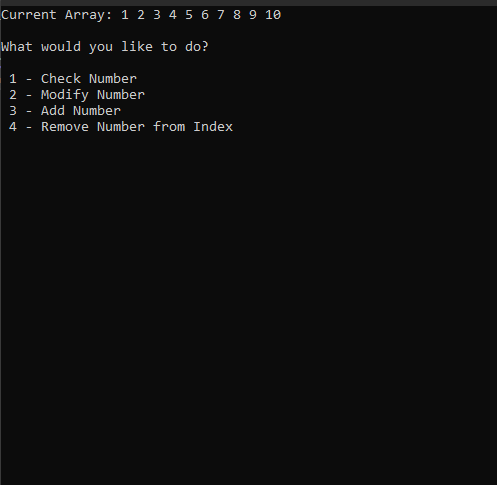 Current Array: 1 2 3 4 5 6 7 8 9 10
What would you like to do?
1 - Check Number
2 - Modify Number
3 - Add Number
4 - Remove Number from Index